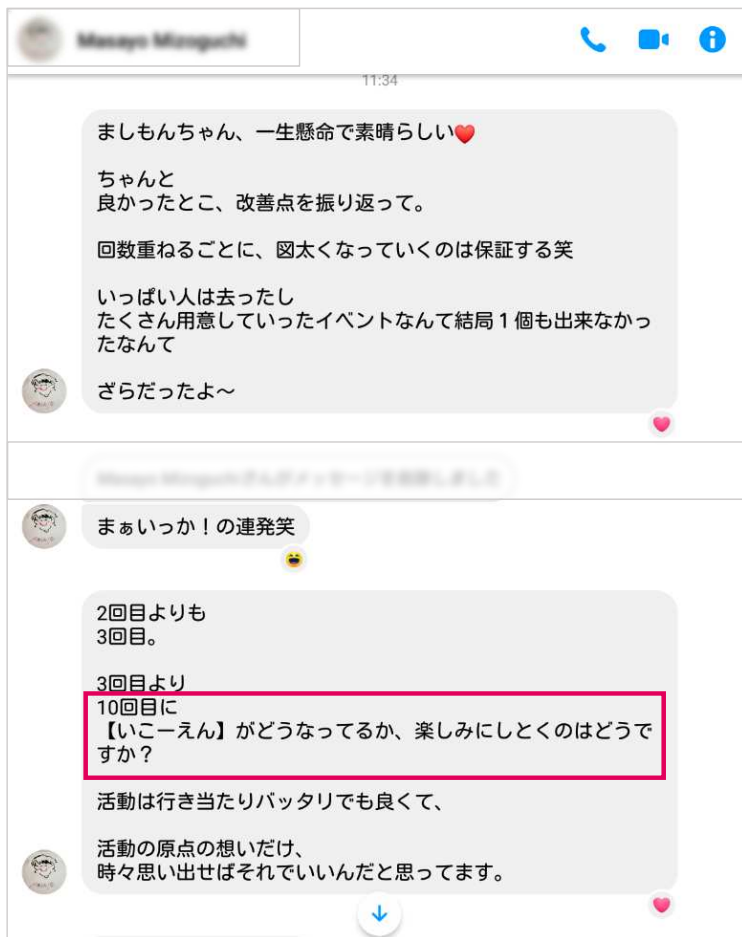 Masayo Mizoguchi
11:34
ましもんちゃん、一生懸命で素晴らしい❤
ちゃんと
良かったとこ、改善点を振り返って。
回数重ねるごとに、図太くなっていくのは保証する笑
いっぱい人は去ったし
たくさん用意していったイベントなんて結局１個も出来なかっ
たなんて
ざらだったよ〜
まぁいっか！の連発笑
2回目よりも
3回目。
3回目より
10回目に
【いこーえん】がどうなってるか、楽しみにしとくのはどうで
すか？
活動は行き当たりバッタリでも良くて、
活動の原点の想いだけ、
時々思い出せばそれでいいんだと思ってます。